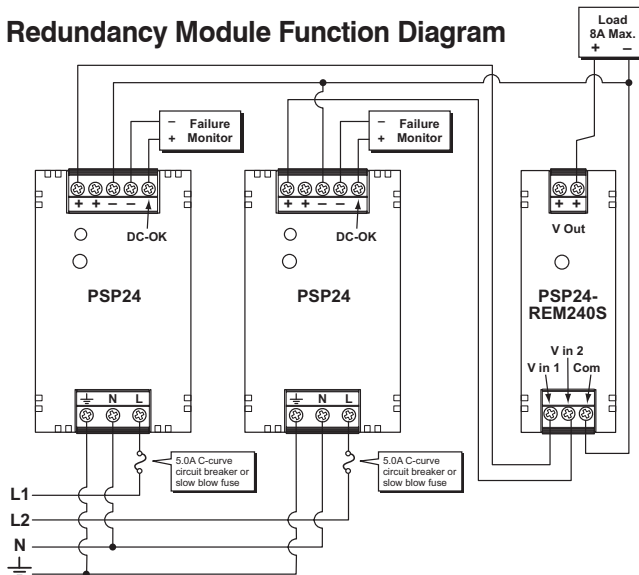 Redundancy Module Function Diagram
Load
8A Max.
+ −
− Failure
+ Monitor
− Failure
+ Monitor
+ + − −
DC-OK
+ + − −
DC-OK
+ +
V Out
PSP24
PSP24
PSP24-
REM240S
V in 2
V in 1 Com
N L
N L
5.0A C-curve
circuit breaker or
slow blow fuse
5.0A C-curve
circuit breaker or
slow blow fuse
L1
L2
N